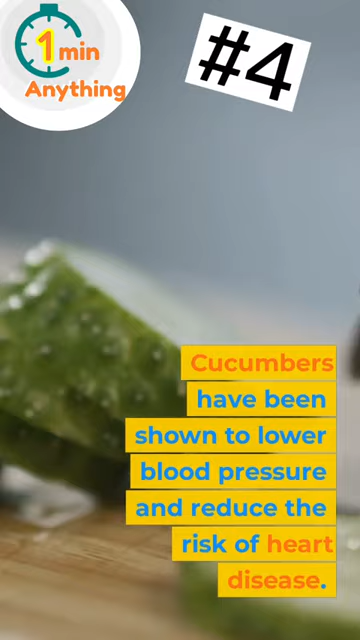 1 min
Anything
#4
Cucumbers
have been
shown to lower
blood pressure
and reduce the
risk of heart
disease.